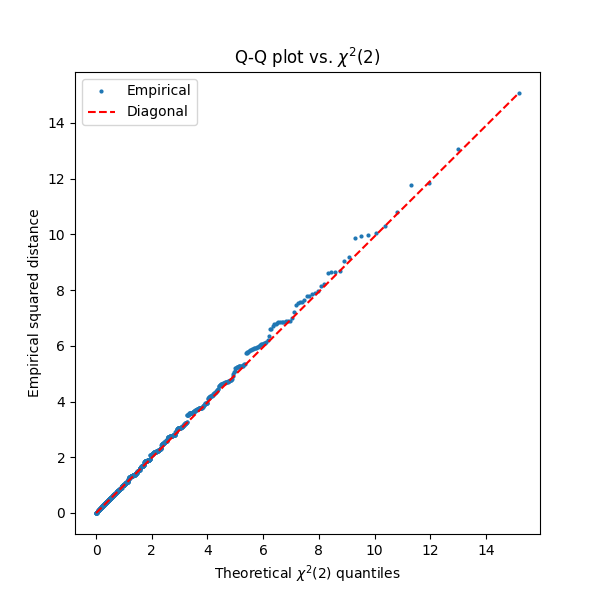 Q-Q plot vs. χ²(2)
Empirical
Diagonal
Empirical squared distance
14
12
10
8
6
4
2
0
0 2 4 6 8 10 12 14
Theoretical χ²(2) quantiles